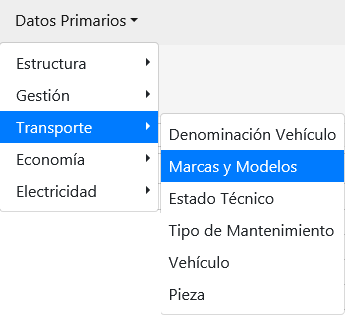 Datos Primarios
Estructura
Gestión
Transporte
Economía
Electricidad
Denominación Vehículo
Marcas y Modelos
Estado Técnico
Tipo de Mantenimiento
Vehículo
Pieza